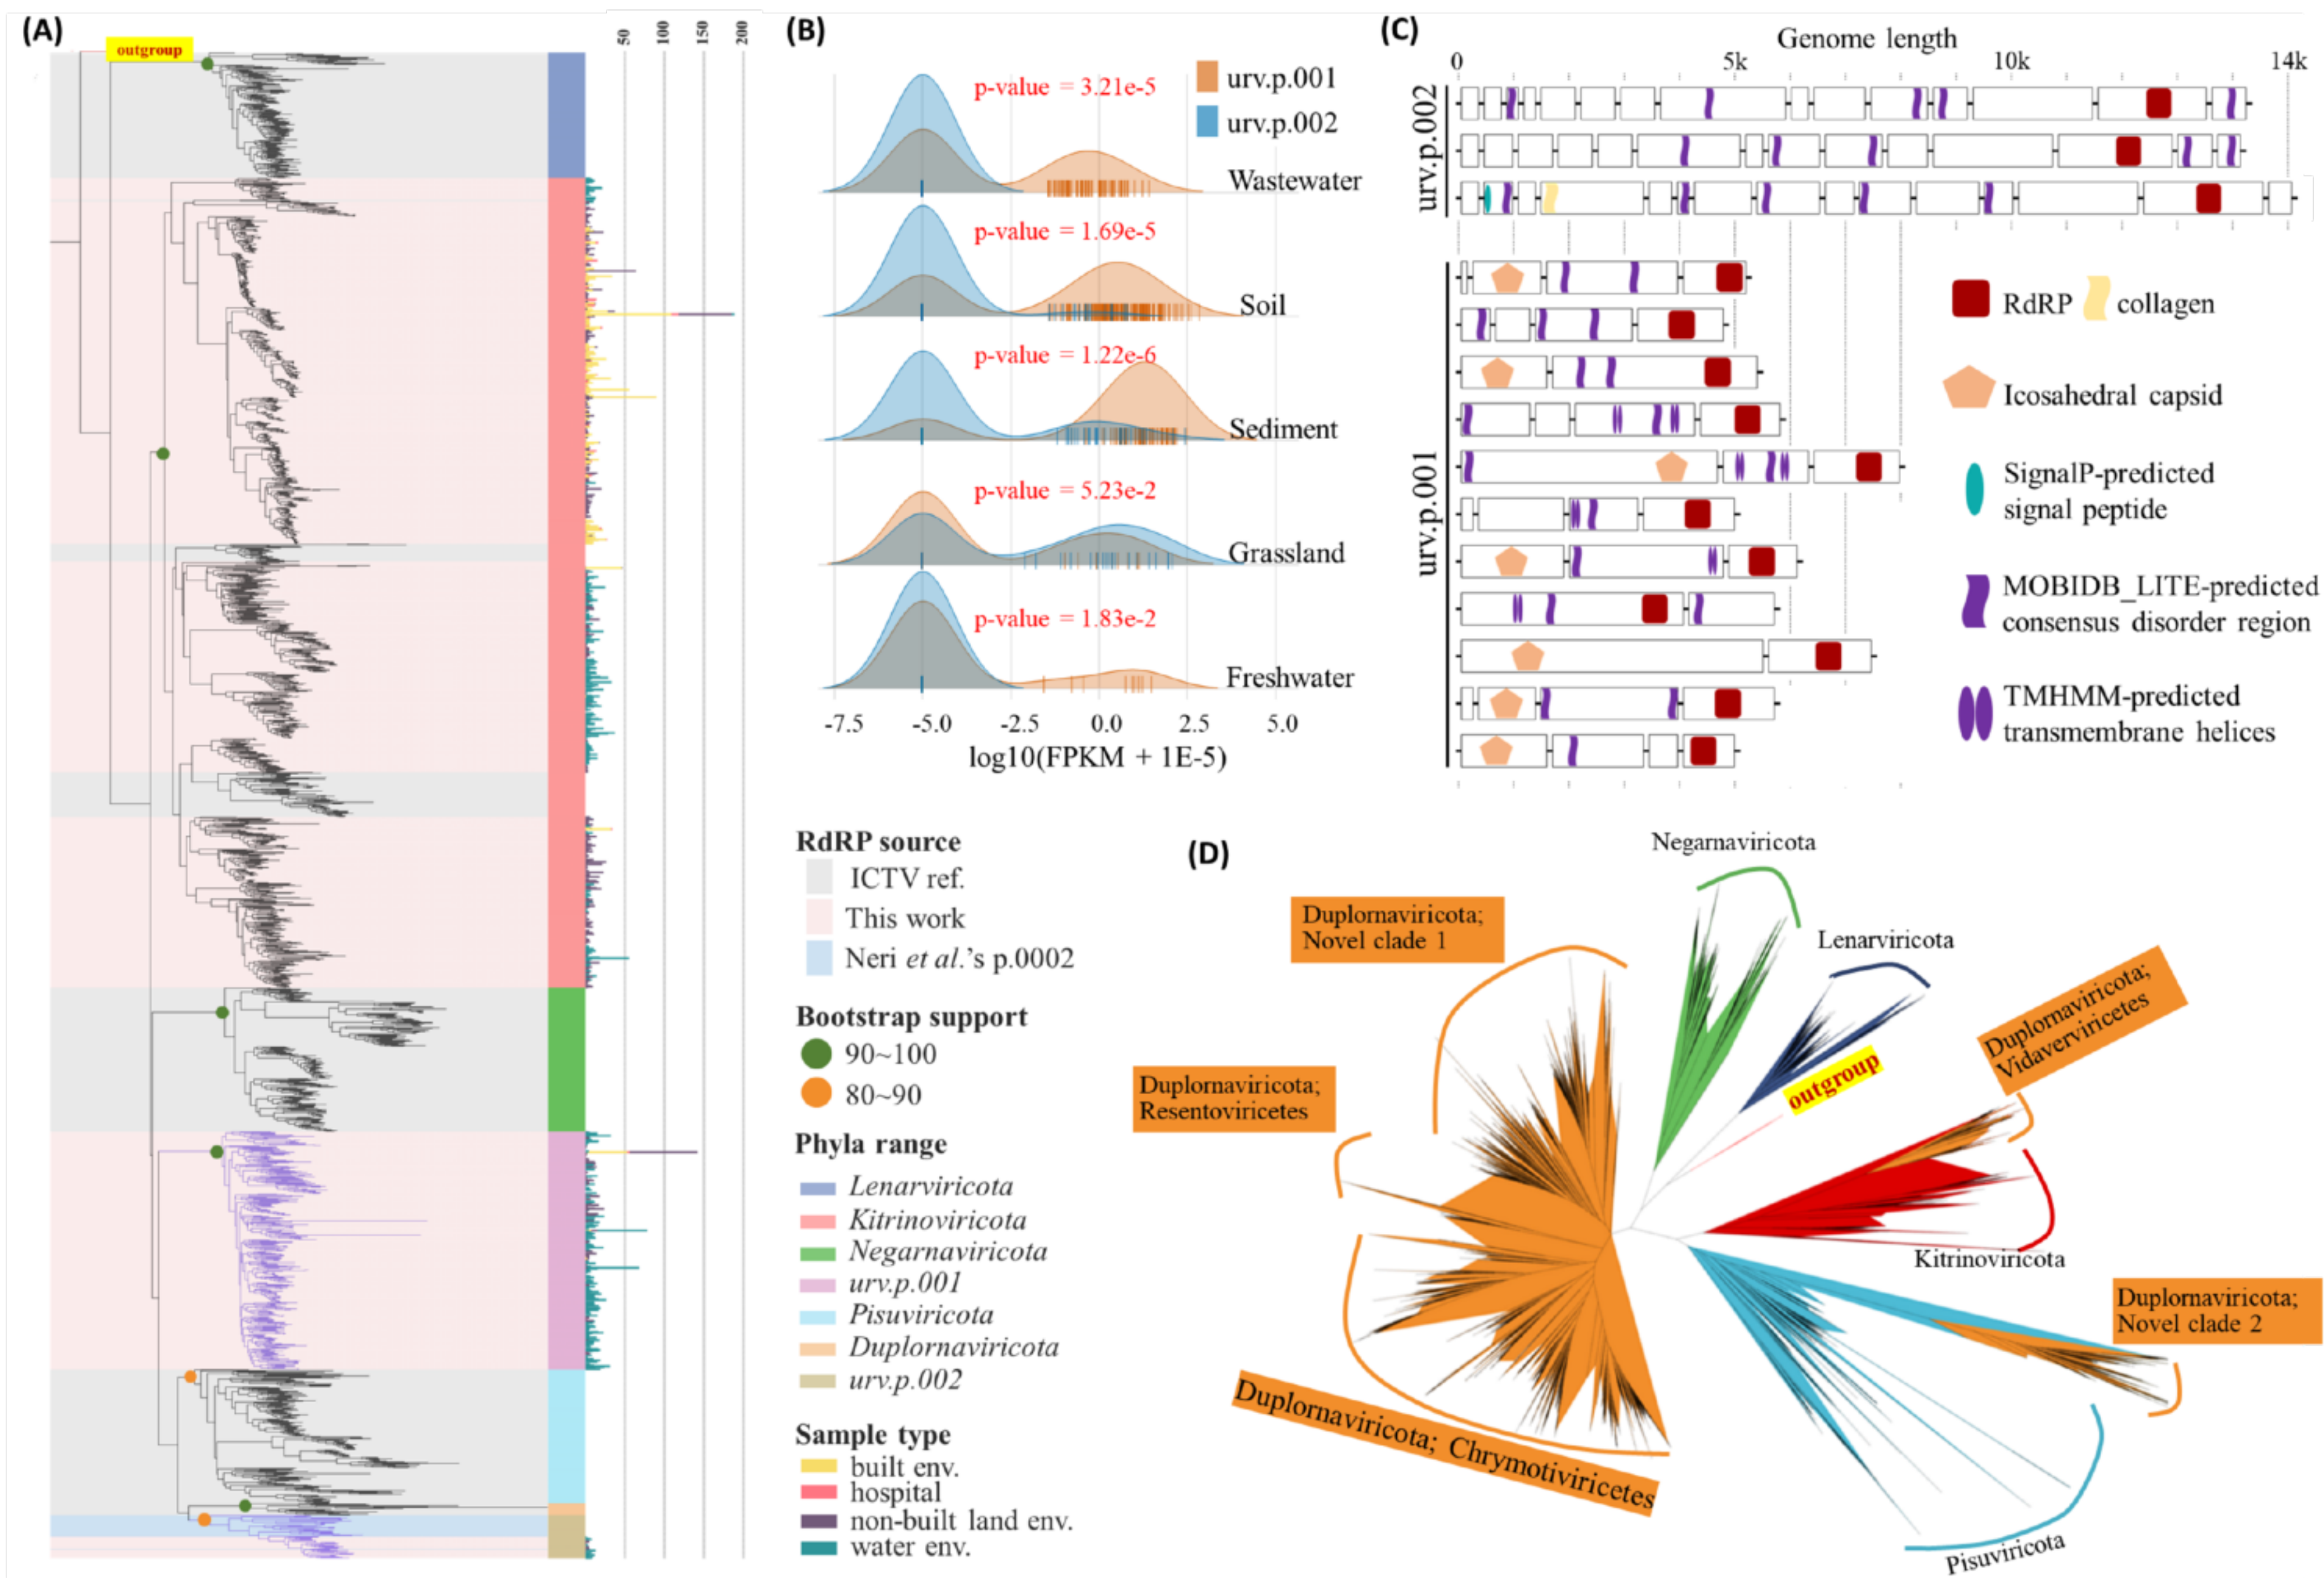 (A)
outgroup
50
100
150
200
(B)
urv.p.001
urv.p.002
p-value = 3.21e-5
Wastewater
p-value = 1.69e-5
Soil
p-value = 1.22e-6
Sediment
p-value = 5.23e-2
Grassland
p-value = 1.83e-2
Freshwater
-7.5 -5.0 -2.5 0.0 2.5 5.0
log10(FPKM + 1E-5)
(C)
Genome length
0 5k 10k 14k
urv.p.002
urv.p.001
RdRP
collagen
Icosahedral capsid
SignalP-predicted
signal peptide
MOBIDB_LITE-predicted
consensus disorder region
TMHMM-predicted
transmembrane helices
RdRP source
ICTV ref.
This work
Neri et al.'s p.0002
Bootstrap support
90~100
80~90
Phyla range
Lenarviricota
Kitrinoviricota
Negarnaviricota
urv.p.001
Pisuviricota
Duplornaviricota
urv.p.002
Sample type
built env.
hospital
non-built land env.
water env.
(D)
Negarnaviricota
Duplornaviricota;
Novel clade 1
Lenarviricota
Duplornaviricota;
Vidaverviricetes
outgroup
Duplornaviricota;
Resentoviricetes
Kitrinoviricota
Duplornaviricota;
Novel clade 2
Duplornaviricota; Chrymotiviricetes
Pisuviricota